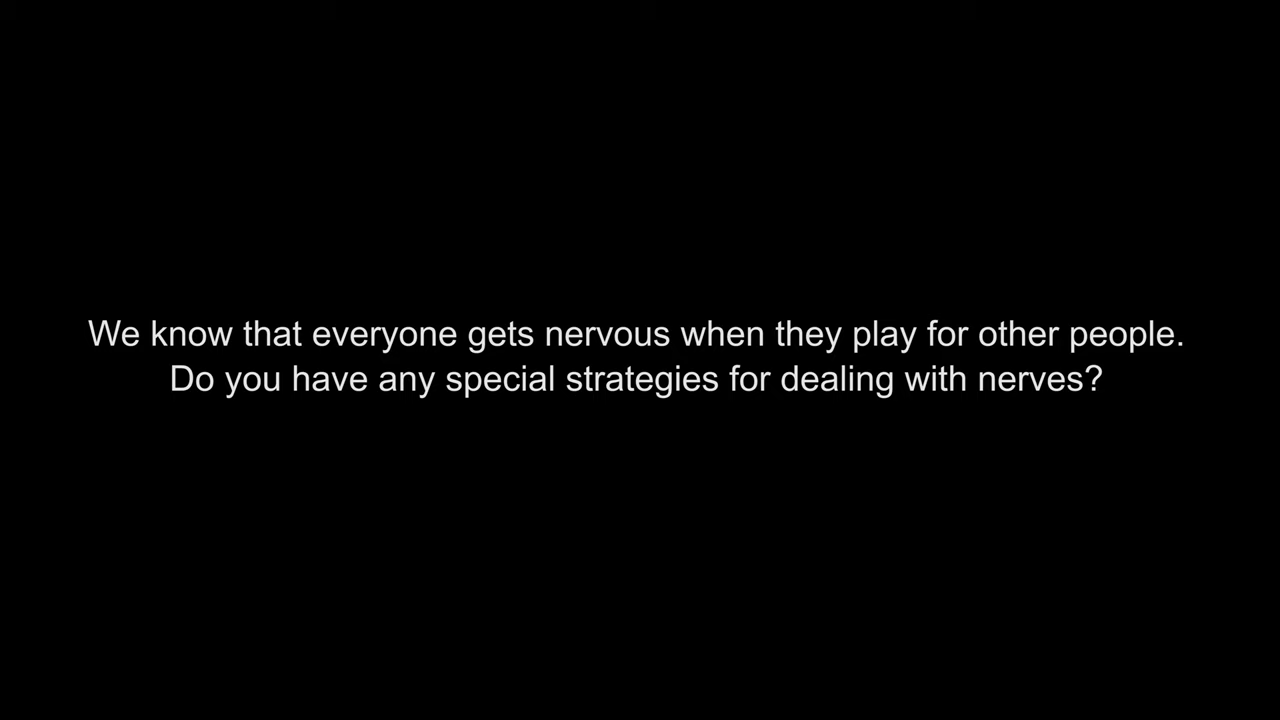 We know that everyone gets nervous when they play for other people.
Do you have any special strategies for dealing with nerves?